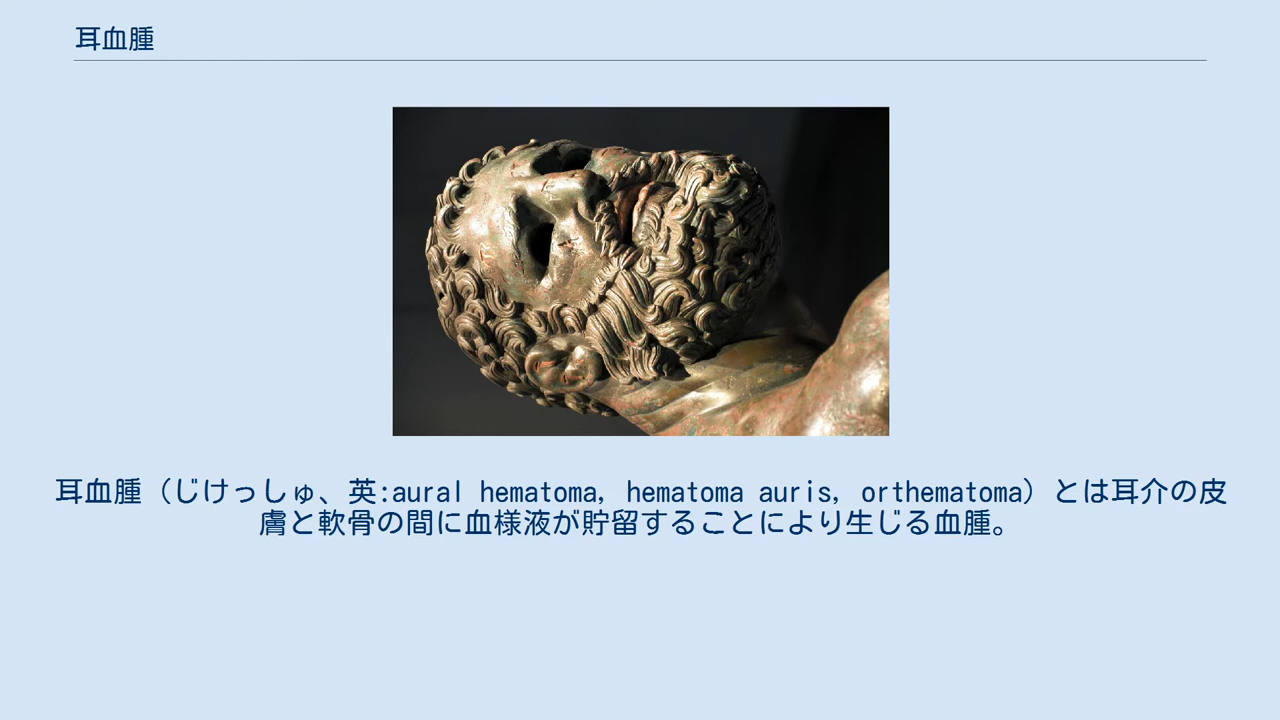 耳血腫
耳血腫（じけっしゅ、英:aural hematoma, hematoma auris, orthematoma）とは耳介の皮
膚と軟骨の間に血様液が貯留することにより生じる血腫。